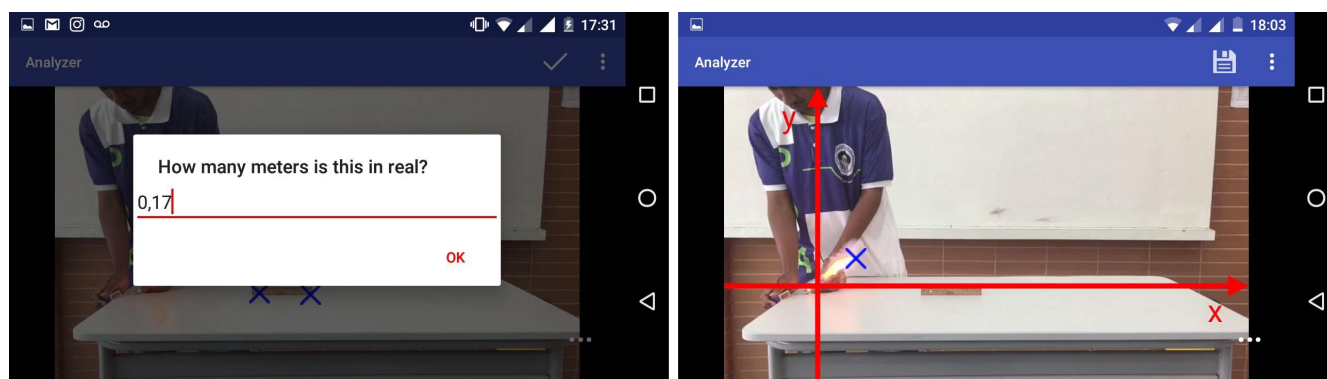 17:31
Analyzer
How many meters is this in real?
0,17
OK
18:03
Analyzer
y
x